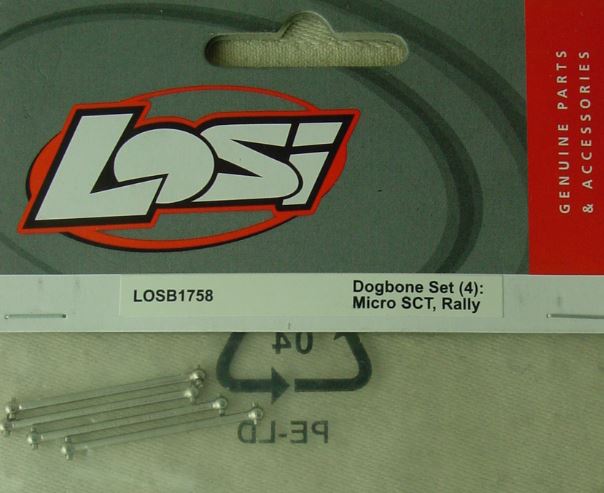 Losi
GENUINE PARTS
& ACCESSORIES
LOSB1758
Dogbone Set (4):
Micro SCT, Rally
04
PE-LD